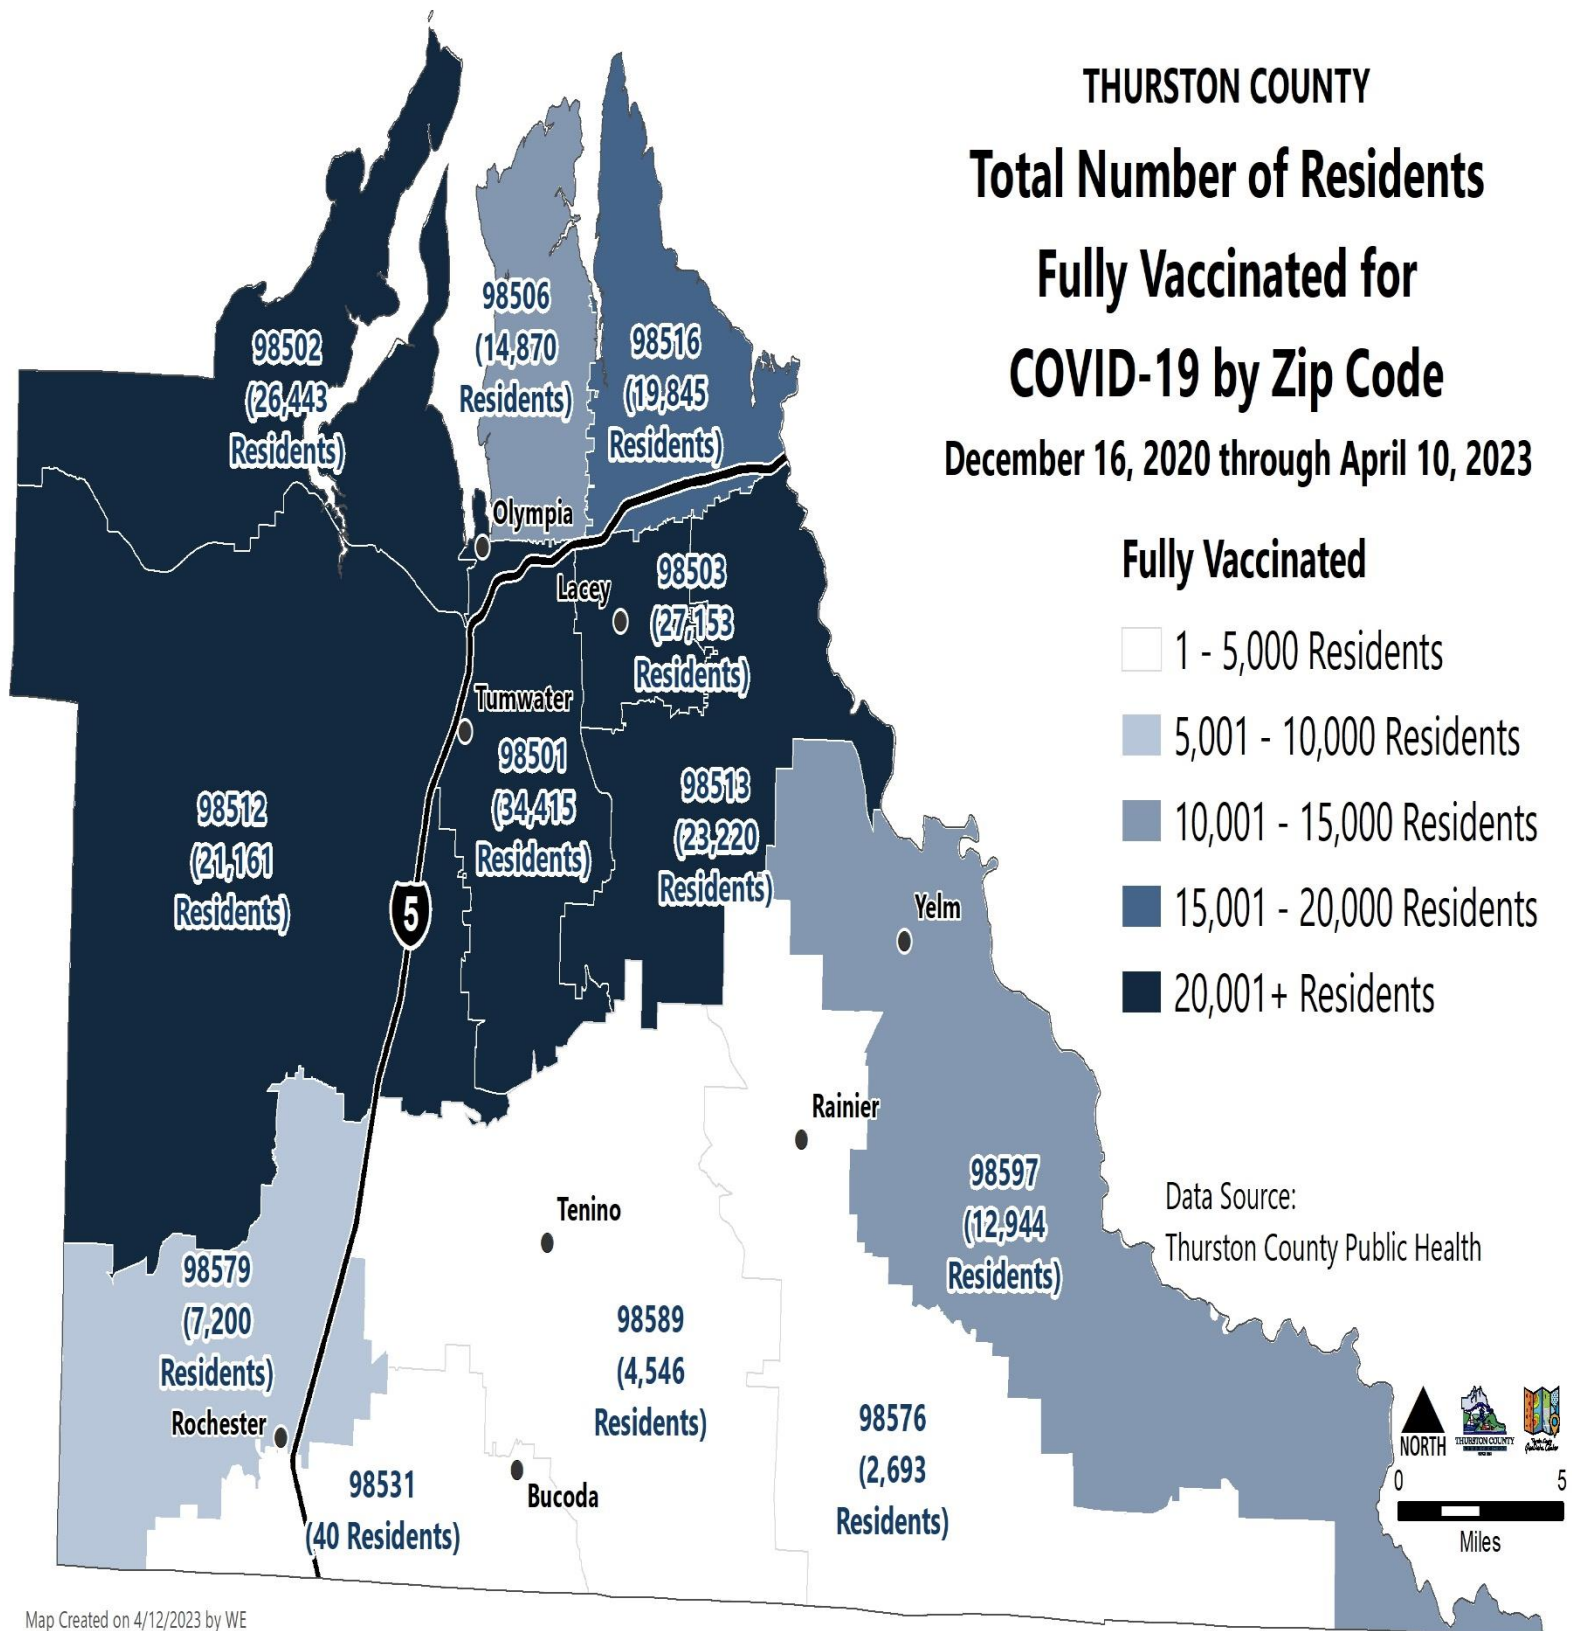 THURSTON COUNTY
Total Number of Residents
Fully Vaccinated for
COVID-19 by Zip Code
December 16, 2020 through April 10, 2023
Fully Vaccinated
1 - 5,000 Residents
5,001 - 10,000 Residents
10,001 - 15,000 Residents
15,001 - 20,000 Residents
20,001+ Residents
98502
(26,443
Residents)
98506
(14,870
Residents)
98516
(19,845
Residents)
Olympia
Lacey
98503
(27,153
Residents)
Tumwater
98501
(34,415
Residents)
98513
(23,220
Residents)
98512
(21,161
Residents)
5
Yelm
Rainier
98597
(12,944
Residents)
Tenino
98579
(7,200
Residents)
Rochester
98589
(4,546
Residents)
98576
(2,693
Residents)
98531
(40 Residents)
Bucoda
Data Source:
Thurston County Public Health
NORTH
THURSTON COUNTY
0 5
Miles
Map Created on 4/12/2023 by WE